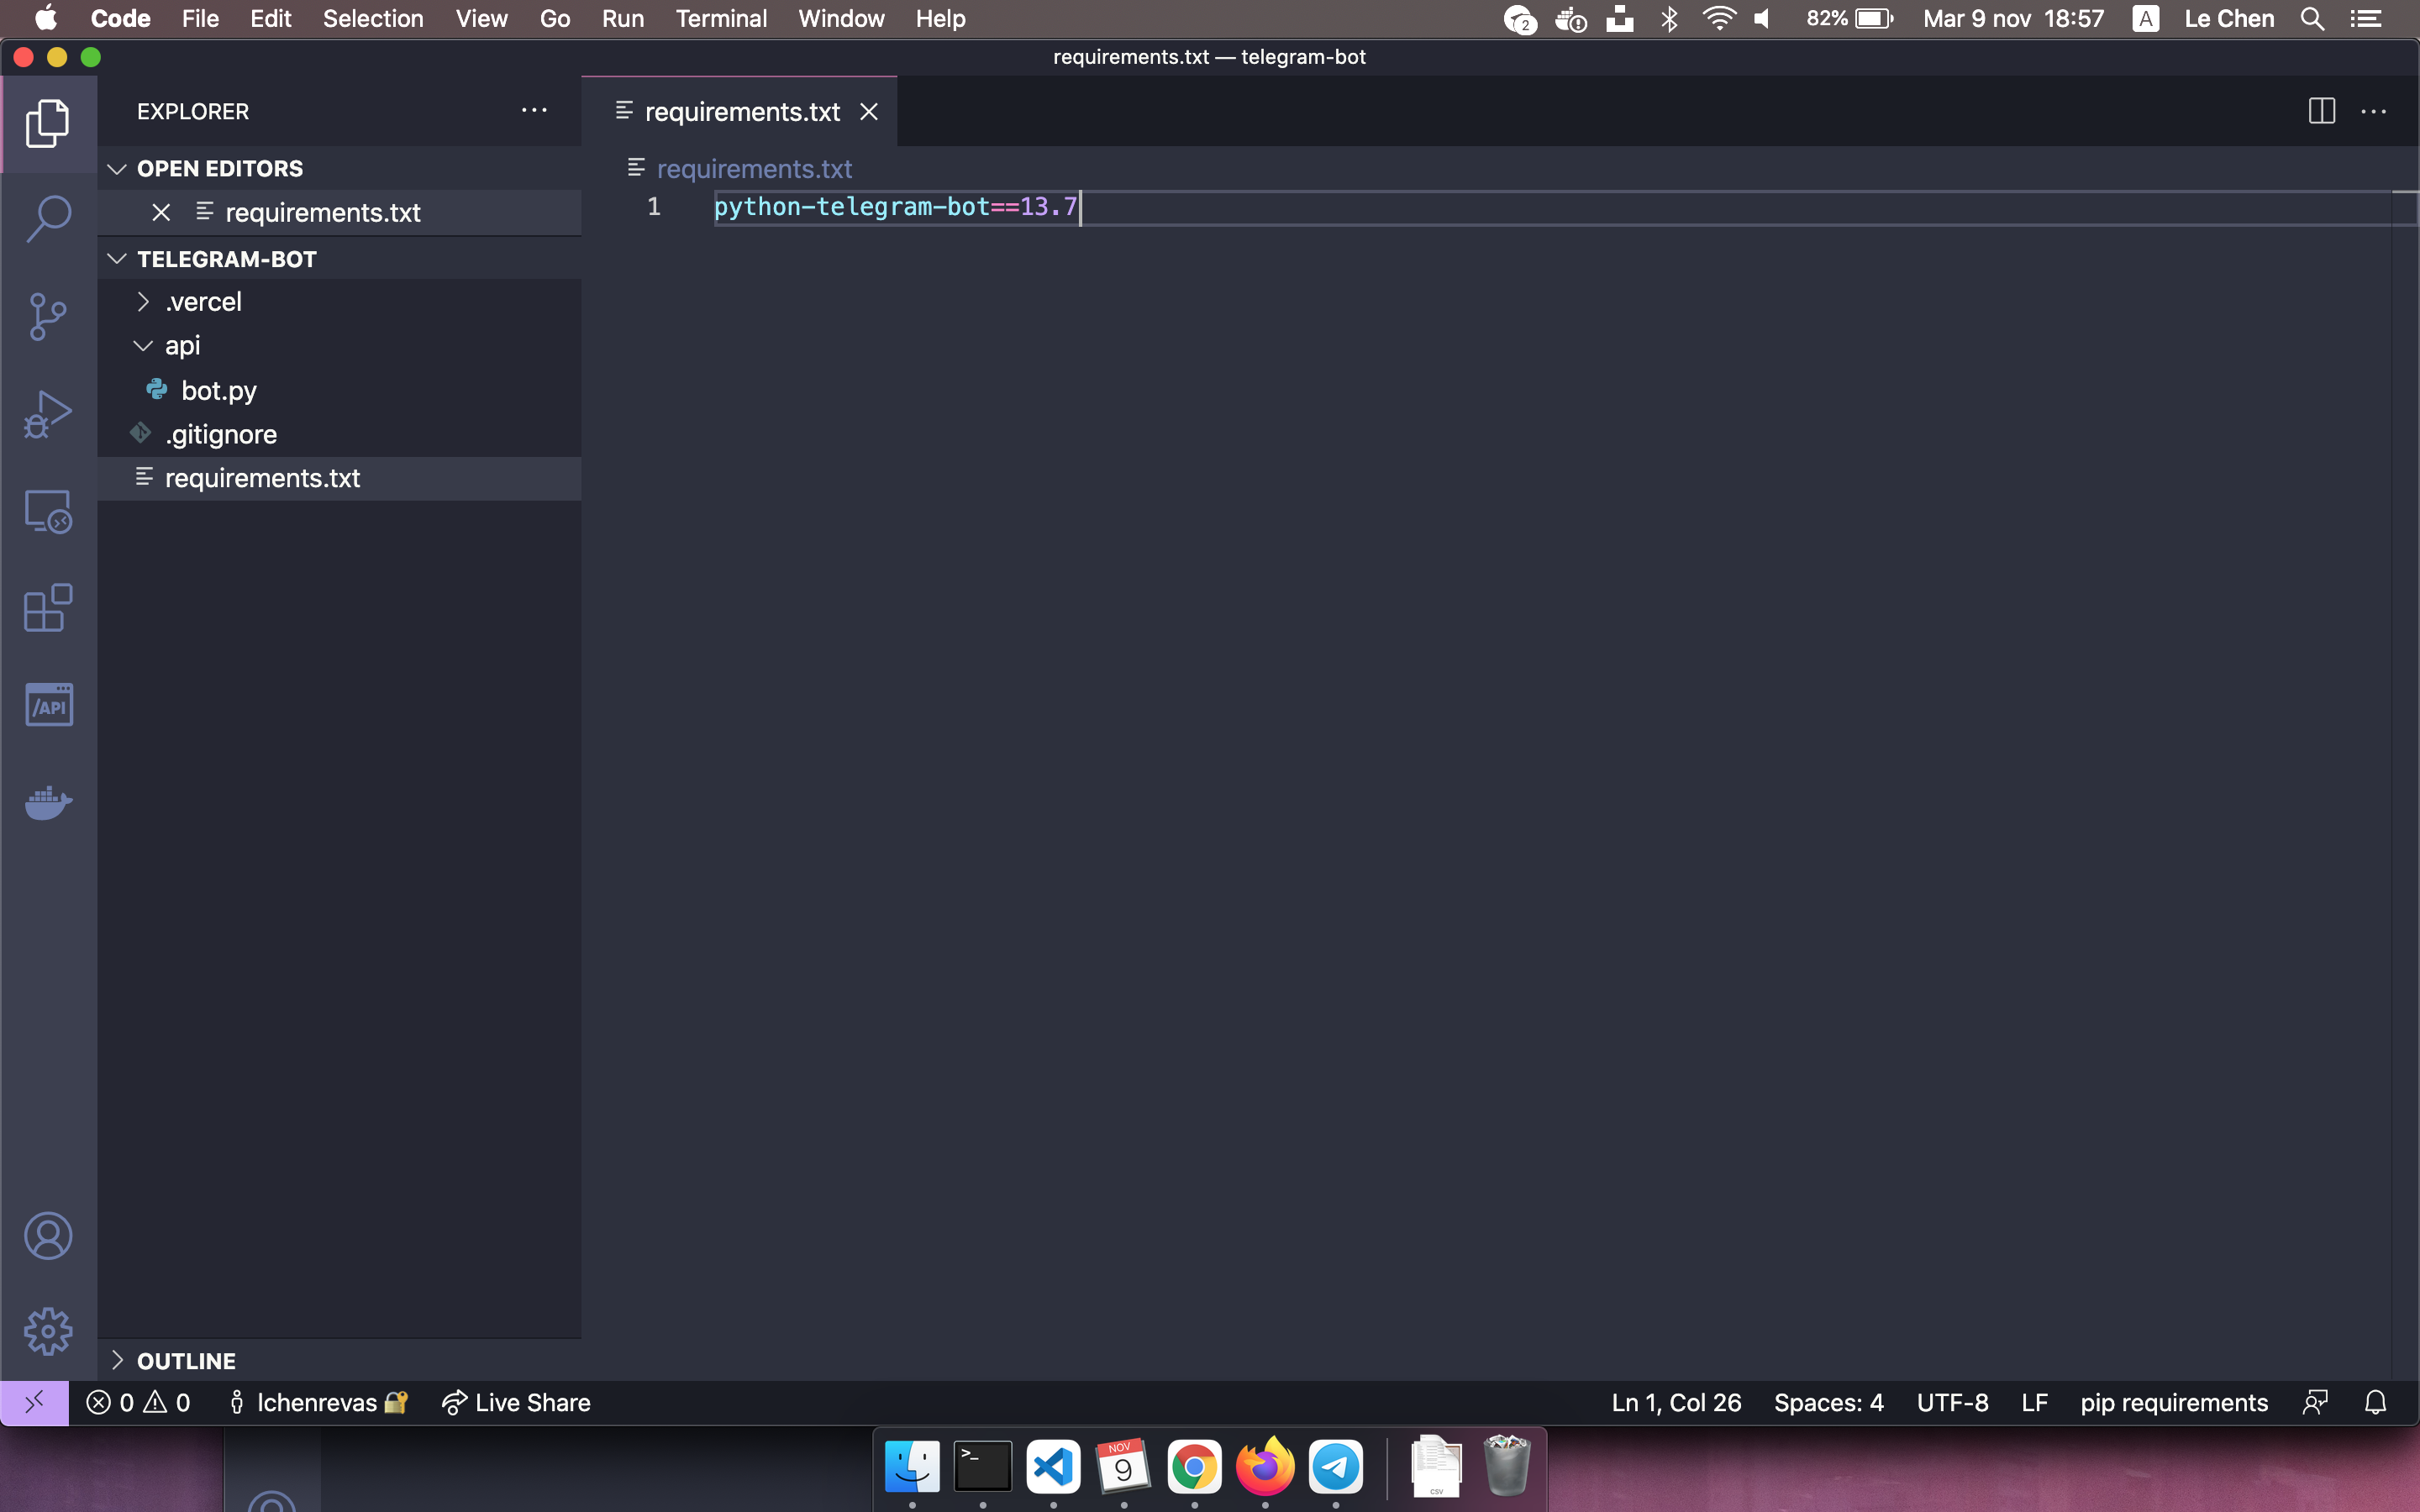 Code File Edit Selection View Go Run Terminal Window Help 2 82% Mar 9 nov 18:57 A Le Chen
requirements.txt — telegram-bot
EXPLORER
requirements.txt
OPEN EDITORS
requirements.txt
requirements.txt
1 python-telegram-bot==13.7
requirements.txt
TELEGRAM-BOT
.vercel
api
bot.py
.gitignore
requirements.txt
/API
OUTLINE
0 0 lchenrevas Live Share Ln 1, Col 26 Spaces: 4 UTF-8 LF pip requirements
>_
NOV
9
CSV